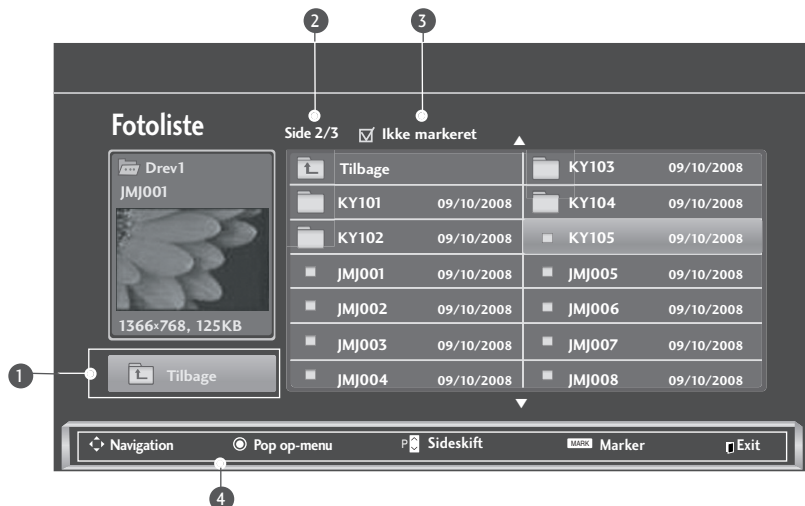 2 3
Fotoliste
Side 2/3 Ikke markeret
Drev1
JMJ001
1366x768, 125KB
Tilbage
KY101 09/10/2008
KY102 09/10/2008
JMJ001 09/10/2008
JMJ002 09/10/2008
JMJ003 09/10/2008
JMJ004 09/10/2008
KY103 09/10/2008
KY104 09/10/2008
KY105 09/10/2008
JMJ005 09/10/2008
JMJ006 09/10/2008
JMJ007 09/10/2008
JMJ008 09/10/2008
1
Tilbage
Navigation Pop op-menu P Sideskift MARK Marker Exit
4